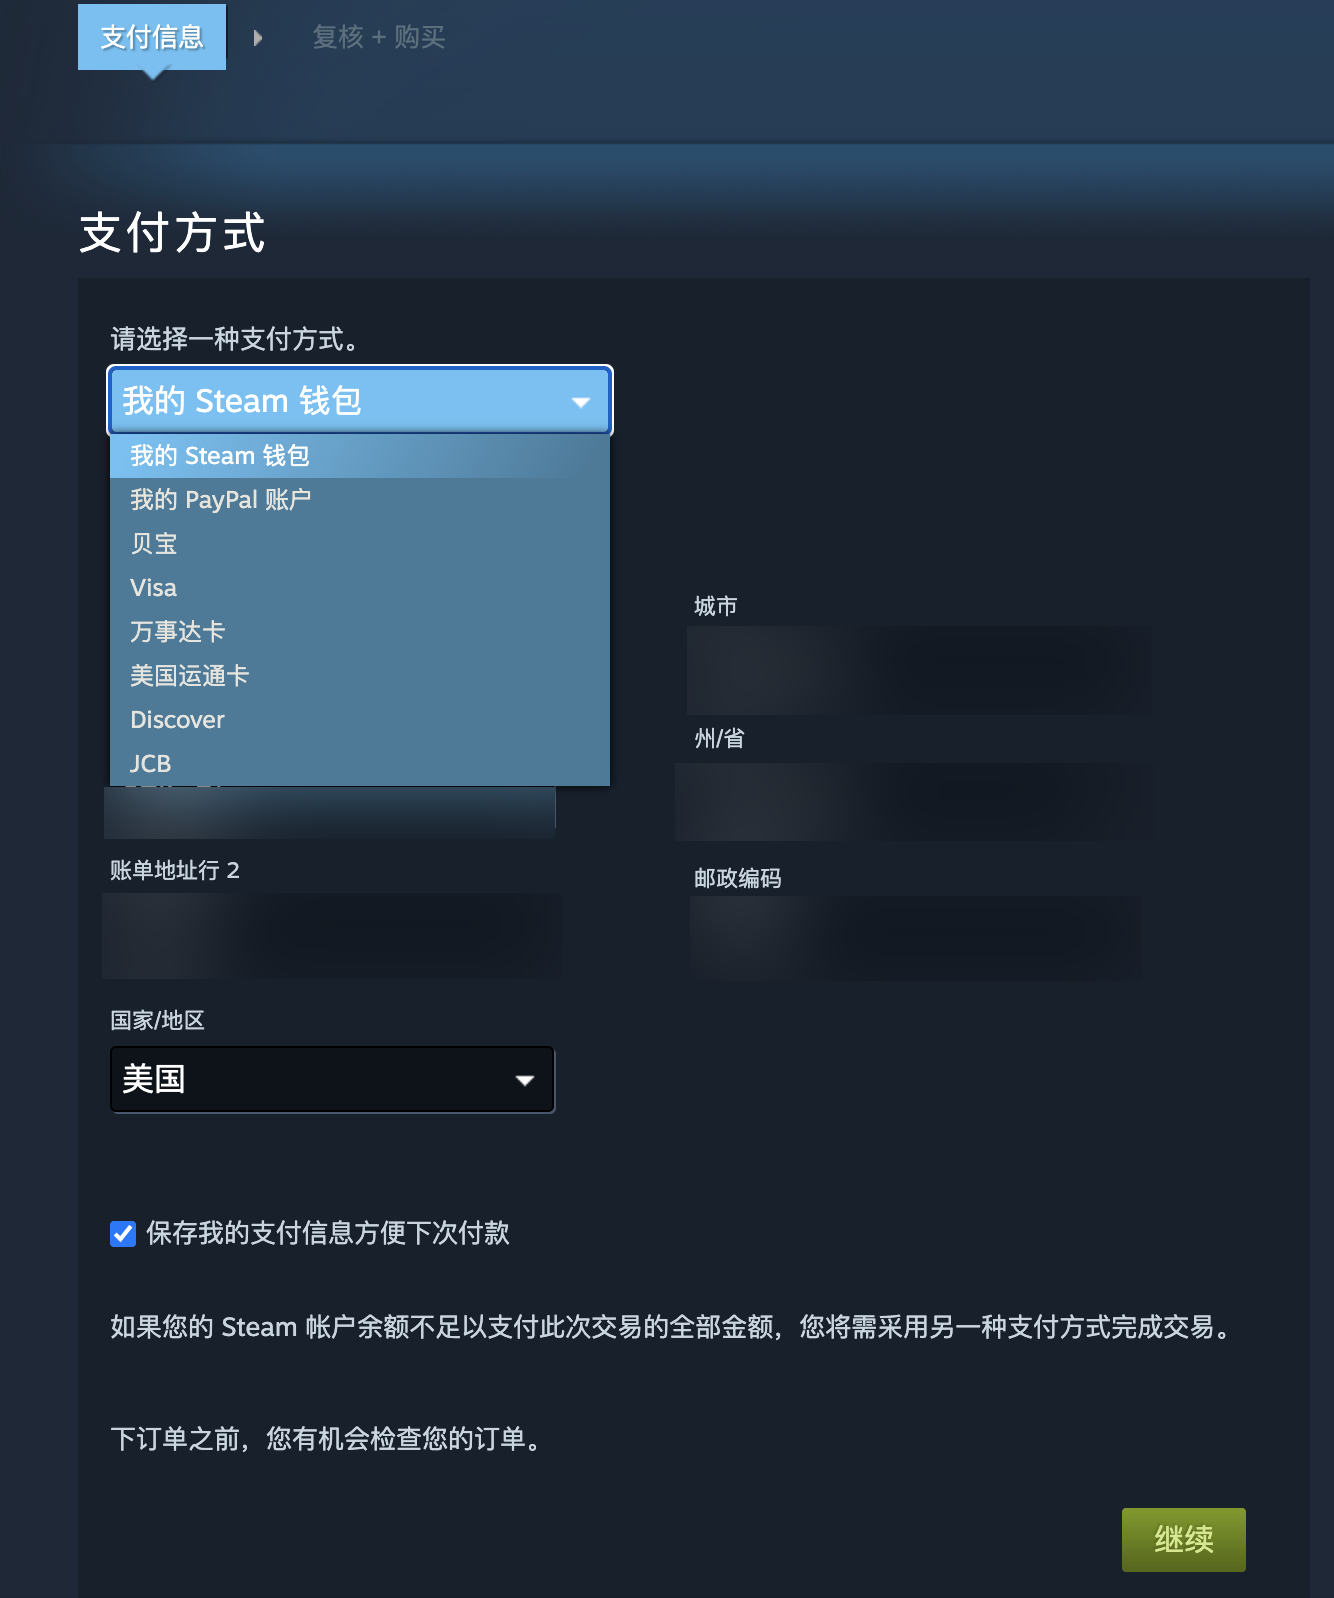 支付信息
复核 + 购买
支付方式
请选择一种支付方式。
我的 Steam 钱包
我的 Steam 钱包
我的 PayPal 账户
贝宝
Visa
万事达卡
美国运通卡
Discover
JCB
城市
州/省
账单地址行 2
邮政编码
国家/地区
美国
保存我的支付信息方便下次付款
如果您的 Steam 帐户余额不足以支付此次交易的全部金额，您将需采用另一种支付方式完成交易。
下订单之前，您有机会检查您的订单。
继续